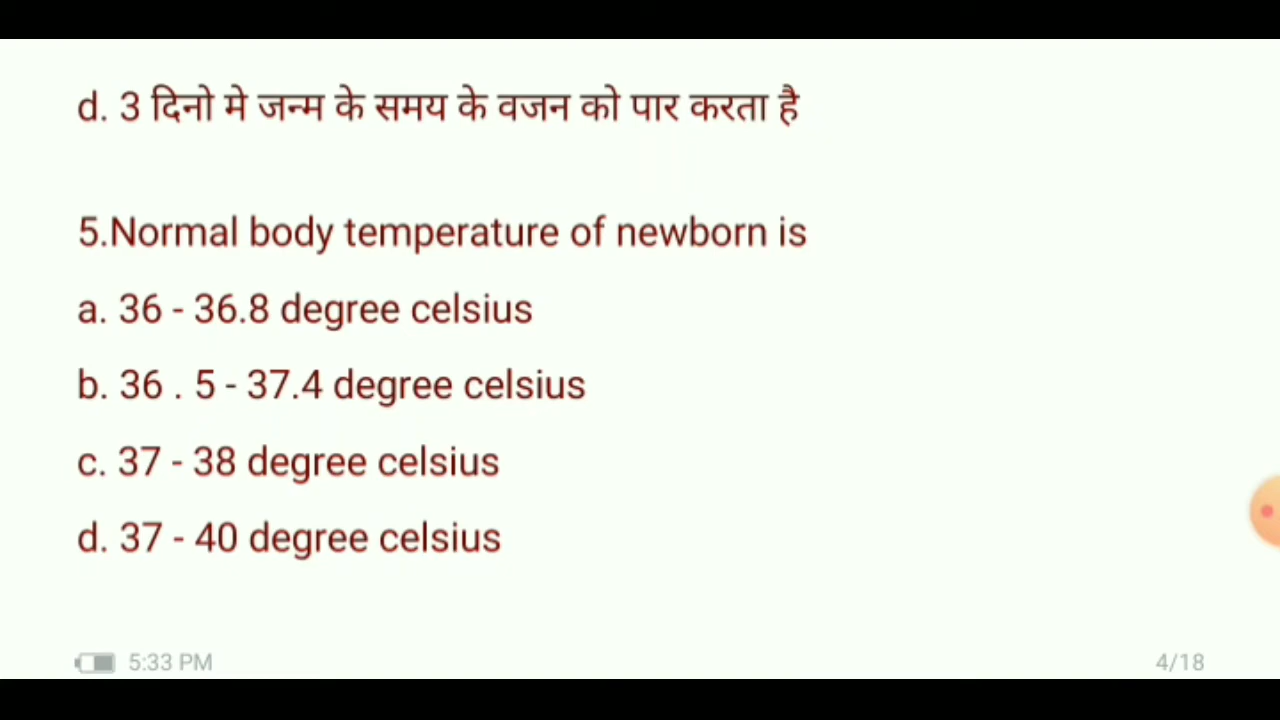 d. 3 दिनो मे जन्म के समय के वजन को पार करता है
5.Normal body temperature of newborn is
a. 36 - 36.8 degree celsius
b. 36 . 5 - 37.4 degree celsius
c. 37 - 38 degree celsius
d. 37 - 40 degree celsius
5:33 PM
4/18